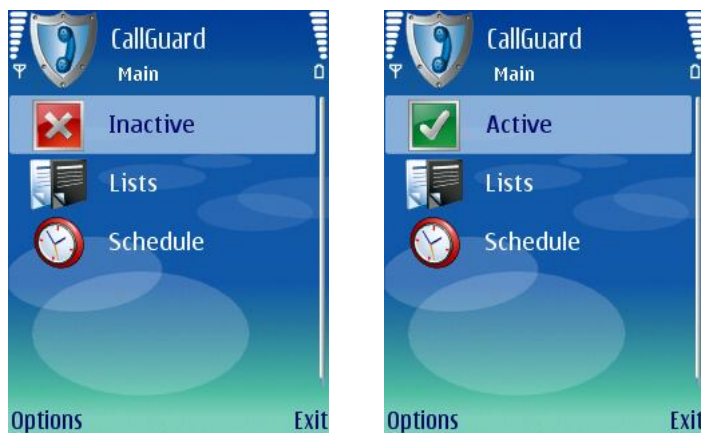 CallGuard
Main
Inactive
Lists
Schedule
Options Exit
CallGuard
Main
Active
Lists
Schedule
Options Exit